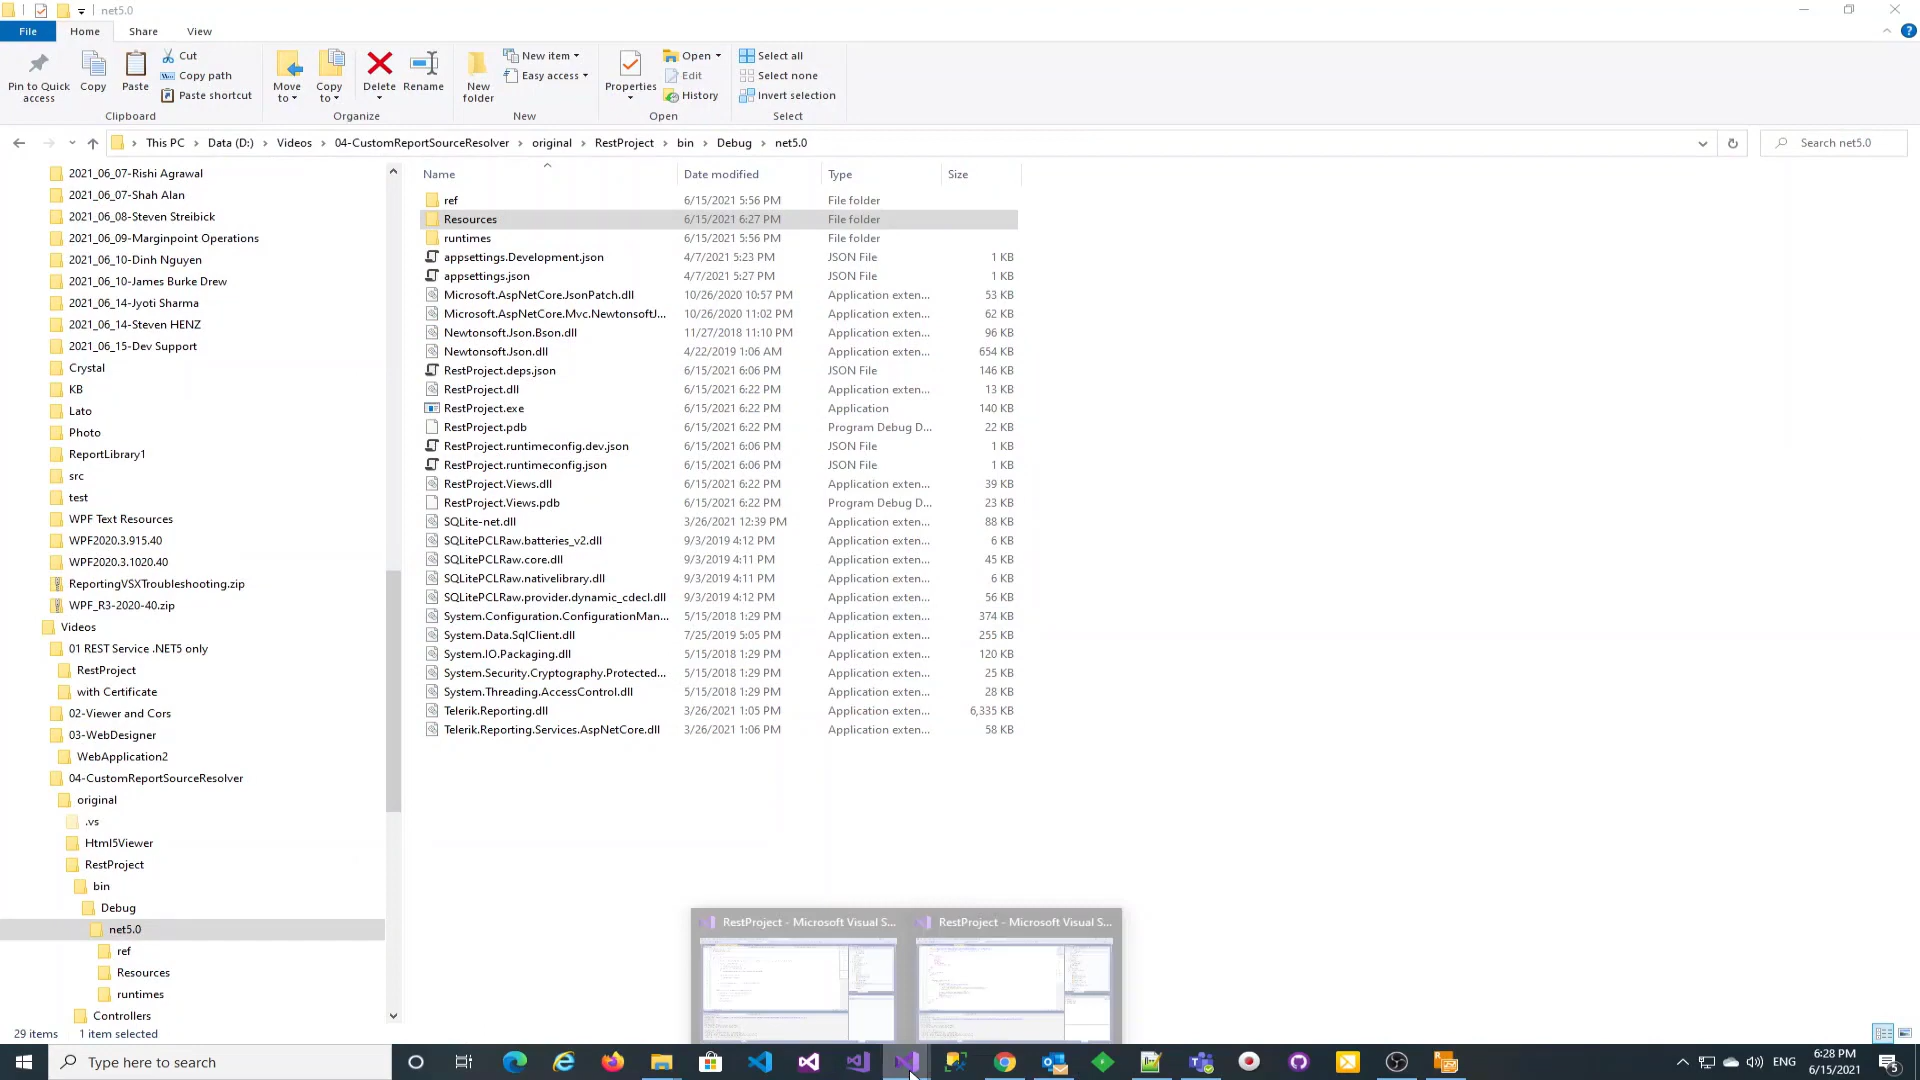 net5.0
File
Home
Share
View
Pin to Quick access
Copy
Paste
Cut
Copy path
Paste shortcut
Clipboard
Move to
Copy to
Delete
Rename
Organize
New folder
New item
Easy access
New
Properties
Open
Edit
History
Open
Select all
Select none
Invert selection
Select
This PC > Data (D:) > Videos > 04-CustomReportSourceResolver > original > RestProject > bin > Debug > net5.0
Search net5.0
2021_06_07-Rishi Agrawal
2021_06_07-Shah Alan
2021_06_08-Steven Streibick
2021_06_09-Marginpoint Operations
2021_06_10-Dinh Nguyen
2021_06_10-James Burke Drew
2021_06_14-Jyoti Sharma
2021_06_14-Steven HENZ
2021_06_15-Dev Support
Crystal
KB
Lato
Photo
ReportLibrary1
src
test
WPF Text Resources
WPF2020.3.915.40
WPF2020.3.1020.40
ReportingVSXTroubleshooting.zip
WPF_R3-2020-40.zip
Videos
01 REST Service .NET5 only
RestProject
with Certificate
02-Viewer and Cors
03-WebDesigner
WebApplication2
04-CustomReportSourceResolver
original
.vs
Html5Viewer
RestProject
bin
Debug
net5.0
ref
Resources
runtimes
Controllers
Name Date modified Type Size
ref 6/15/2021 5:56 PM File folder
Resources 6/15/2021 6:27 PM File folder
runtimes 6/15/2021 5:56 PM File folder
appsettings.Development.json 4/7/2021 5:23 PM JSON File 1 KB
appsettings.json 4/7/2021 5:27 PM JSON File 1 KB
Microsoft.AspNetCore.JsonPatch.dll 10/26/2020 10:57 PM Application exten... 53 KB
Microsoft.AspNetCore.Mvc.NewtonsoftJ... 10/26/2020 11:02 PM Application exten... 62 KB
Newtonsoft.Json.Bson.dll 11/27/2018 11:10 PM Application exten... 96 KB
Newtonsoft.Json.dll 4/22/2019 1:06 AM Application exten... 654 KB
RestProject.deps.json 6/15/2021 6:06 PM JSON File 146 KB
RestProject.dll 6/15/2021 6:22 PM Application exten... 13 KB
RestProject.exe 6/15/2021 6:22 PM Application 140 KB
RestProject.pdb 6/15/2021 6:22 PM Program Debug D... 22 KB
RestProject.runtimeconfig.dev.json 6/15/2021 6:06 PM JSON File 1 KB
RestProject.runtimeconfig.json 6/15/2021 6:06 PM JSON File 1 KB
RestProject.Views.dll 6/15/2021 6:22 PM Application exten... 39 KB
RestProject.Views.pdb 6/15/2021 6:22 PM Program Debug D... 23 KB
SQLite-net.dll 3/26/2021 12:39 PM Application exten... 88 KB
SQLitePCLRaw.batteries_v2.dll 9/3/2019 4:12 PM Application exten... 6 KB
SQLitePCLRaw.core.dll 9/3/2019 4:11 PM Application exten... 45 KB
SQLitePCLRaw.nativelibrary.dll 9/3/2019 4:11 PM Application exten... 6 KB
SQLitePCLRaw.provider.dynamic_cdecl.dll 9/3/2019 4:12 PM Application exten... 56 KB
System.Configuration.ConfigurationMan... 5/15/2018 1:29 PM Application exten... 374 KB
System.Data.SqlClient.dll 7/25/2019 5:05 PM Application exten... 255 KB
System.IO.Packaging.dll 5/15/2018 1:29 PM Application exten... 120 KB
System.Security.Cryptography.Protected... 5/15/2018 1:29 PM Application exten... 25 KB
System.Threading.AccessControl.dll 5/15/2018 1:29 PM Application exten... 28 KB
Telerik.Reporting.dll 3/26/2021 1:05 PM Application exten... 6,335 KB
Telerik.Reporting.Services.AspNetCore.dll 3/26/2021 1:06 PM Application exten... 58 KB
RestProject - Microsoft Visual S...
RestProject - Microsoft Visual S...
29 items 1 item selected
Type here to search
ENG
6:28 PM
6/15/2021
5